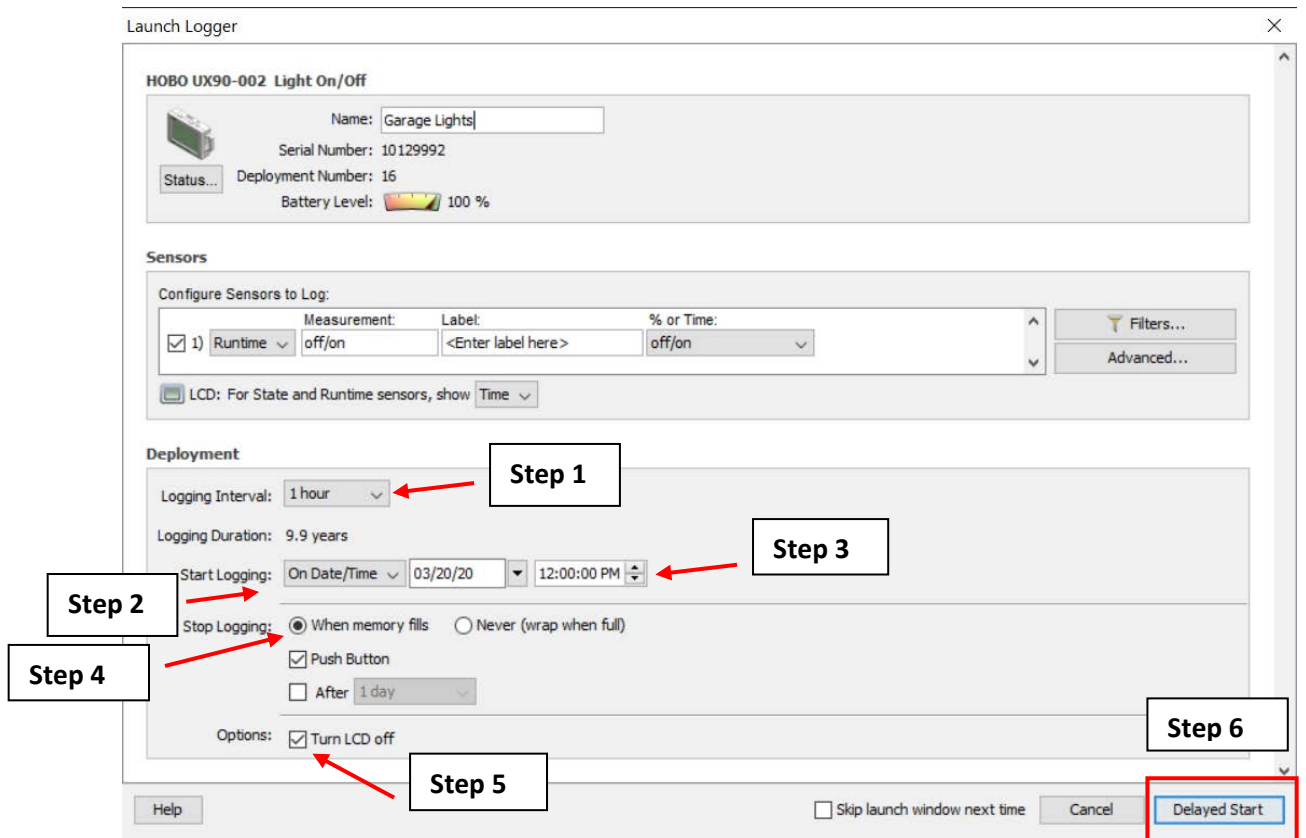 Launch Logger
HOBO UX90-002 Light On/Off
Name: Garage Lights
Serial Number: 10129992
Status... Deployment Number: 16
Battery Level: 100 %
Sensors
Configure Sensors to Log:
Measurement: Label: % or Time:
1) Runtime off/on <Enter label here> off/on
Filters...
Advanced...
LCD: For State and Runtime sensors, show Time
Deployment
Step 1
Logging Interval: 1 hour
Logging Duration: 9.9 years
Step 3
Start Logging: On Date/Time 03/20/20 12:00:00 PM
Step 2
Stop Logging: When memory fills Never (wrap when full)
Step 4
Push Button
After 1 day
Step 6
Options: Turn LCD off
Step 5
Help Skip launch window next time Cancel Delayed Start